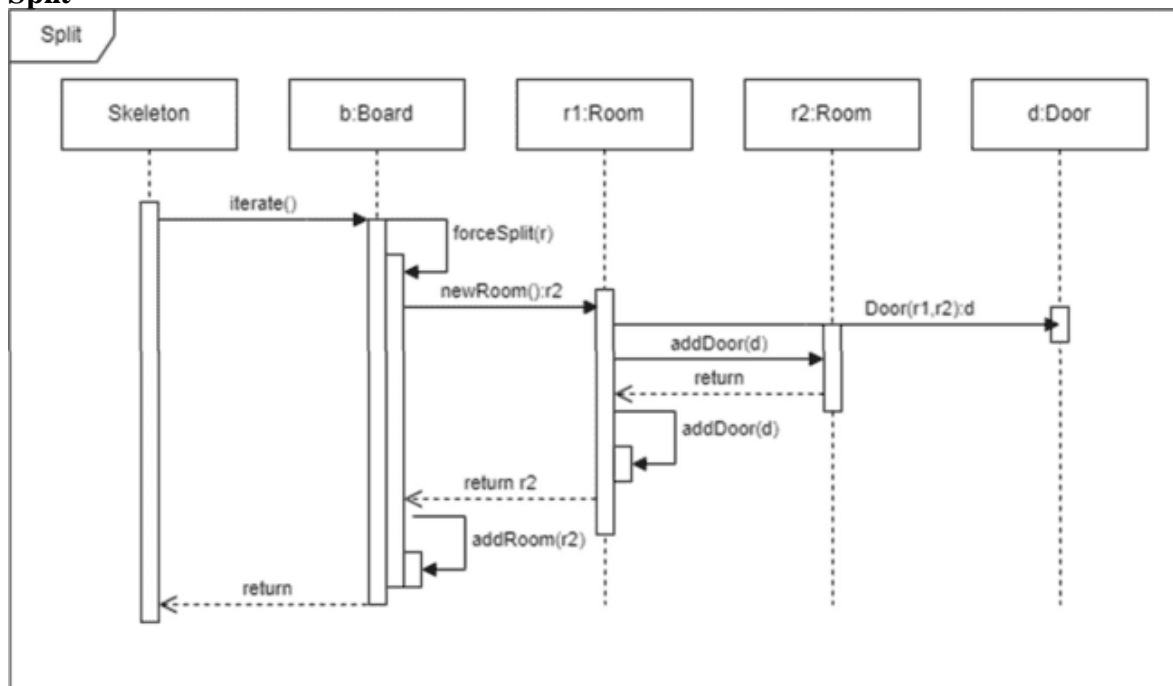 Split
Split
Skeleton
b:Board
r1:Room
r2:Room
d:Door
iterate()
forceSplit(r)
newRoom():r2
Door(r1,r2):d
addDoor(d)
return
addDoor(d)
return r2
addRoom(r2)
return